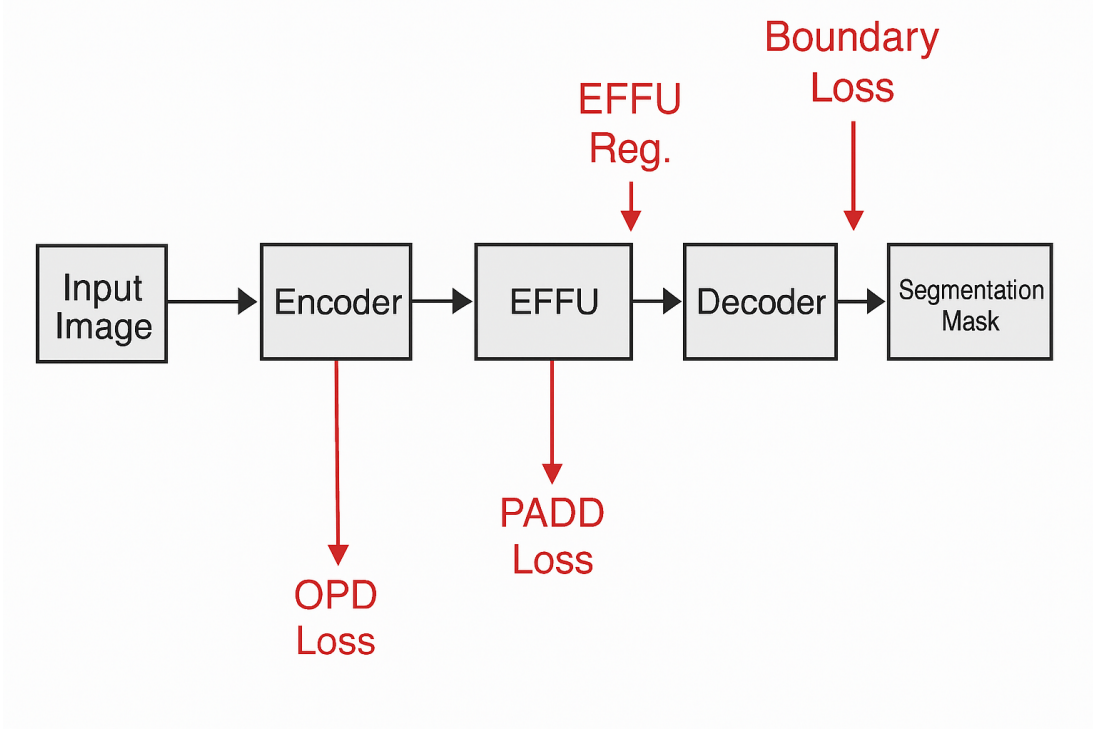 Boundary
Loss
EFFU
Reg.
Input
Image
Encoder
EFFU
Decoder
Segmentation
Mask
PADD
Loss
OPD
Loss